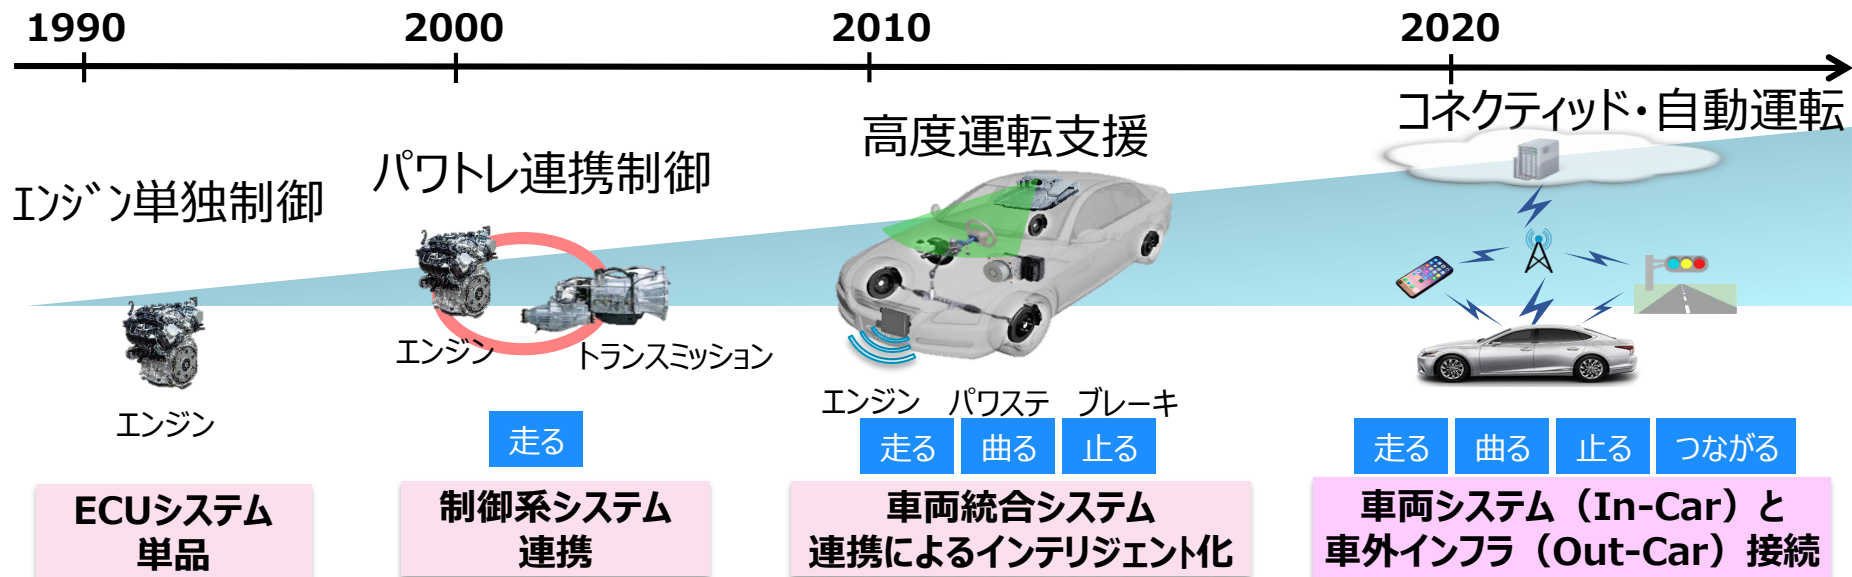 1990
2000
2010
2020
ｴﾝｼﾞﾝ単独制御
パワトレ連携制御
高度運転支援
コネクティッド・自動運転
エンジン
エンジン
トランスミッション
エンジン
パワステ
ブレーキ
走る
走る
曲る
止る
走る
曲る
止る
つながる
ECUシステム
単品
制御系システム
連携
車両統合システム
連携によるインテリジェント化
車両システム（In-Car）と
車外インフラ（Out-Car）接続